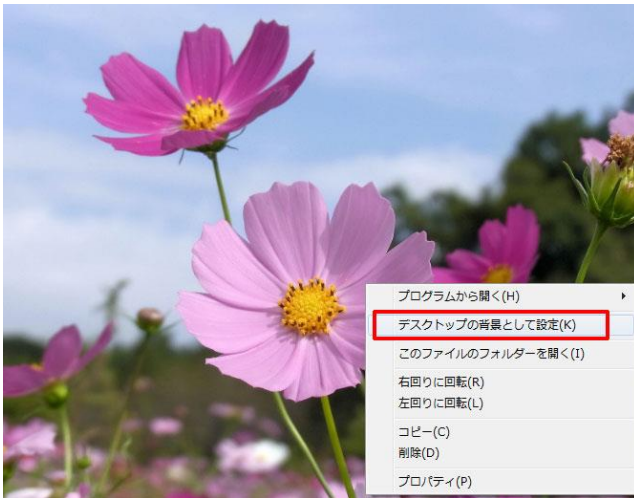 プログラムから開く(H)
デスクトップの背景として設定(K)
このファイルのフォルダーを開く(I)
右回りに回転(R)
左回りに回転(L)
コピー(C)
削除(D)
プロパティ(P)